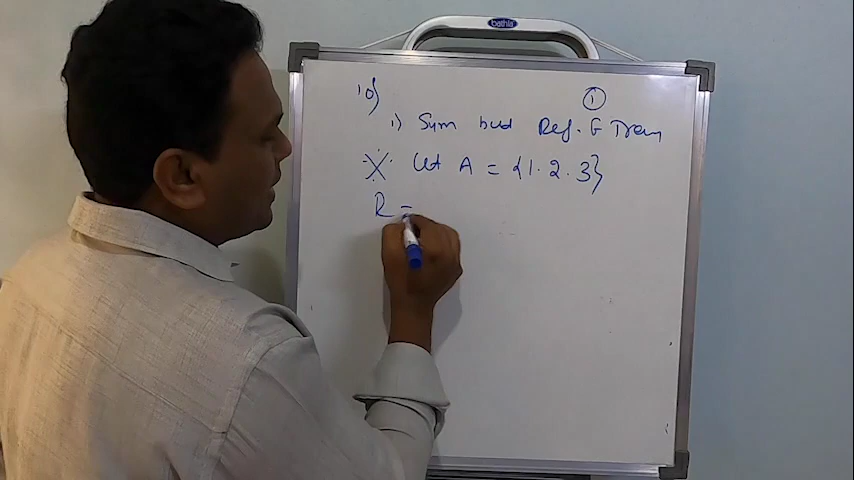 bathla
10) ①
i) Sym but Ref. & Tran
Let A = {1. 2. 3}
R =